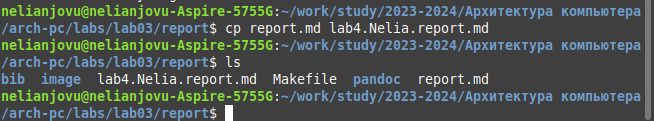 nelianjovu@nelianjovu-Aspire-5755G:~/work/study/2023-2024/Архитектура компьютера
/arch-pc/labs/lab03/report$ cp report.md lab4.Nelia.report.md
nelianjovu@nelianjovu-Aspire-5755G:~/work/study/2023-2024/Архитектура компьютера
/arch-pc/labs/lab03/report$ ls
bib  image  lab4.Nelia.report.md  Makefile  pandoc  report.md
nelianjovu@nelianjovu-Aspire-5755G:~/work/study/2023-2024/Архитектура компьютера
/arch-pc/labs/lab03/report$